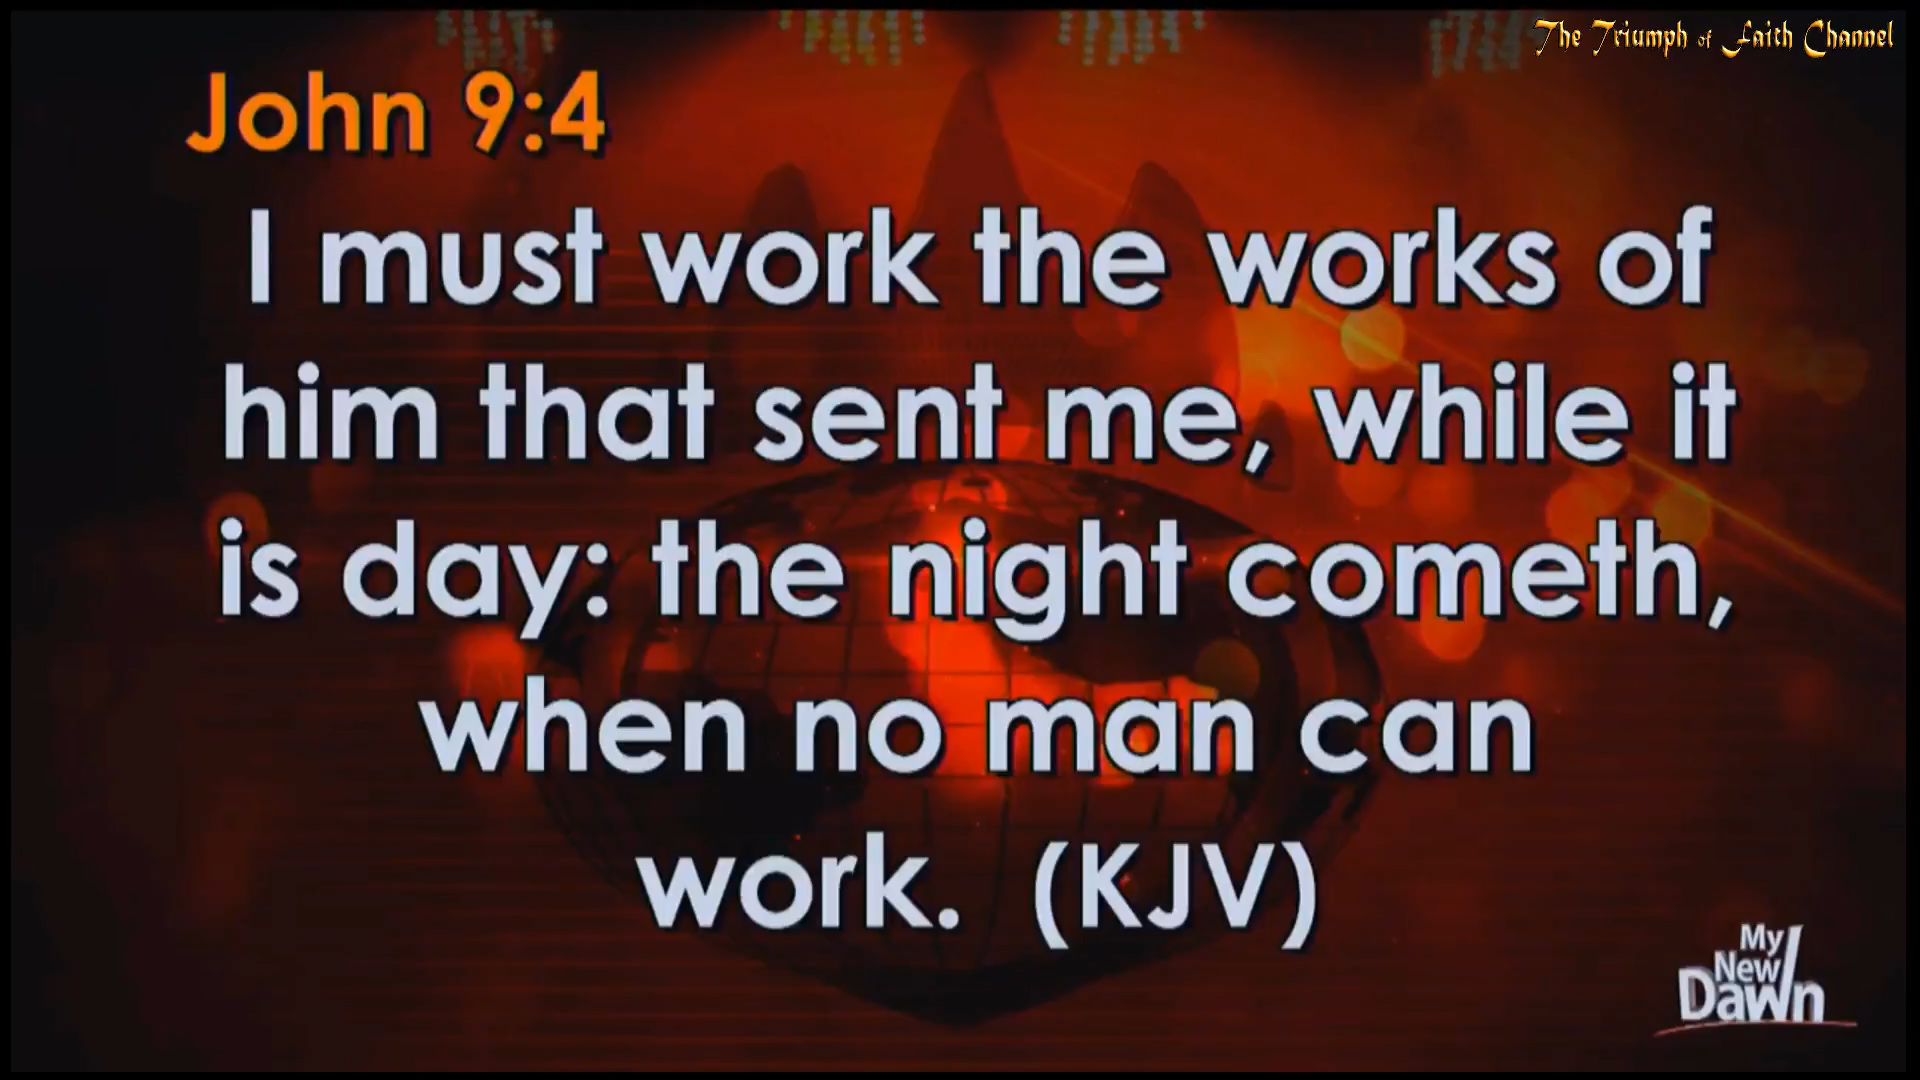 The Triumph of Faith Channel
John 9:4
I must work the works of
him that sent me, while it
is day: the night cometh,
when no man can
work. (KJV)
My
New
Dawn